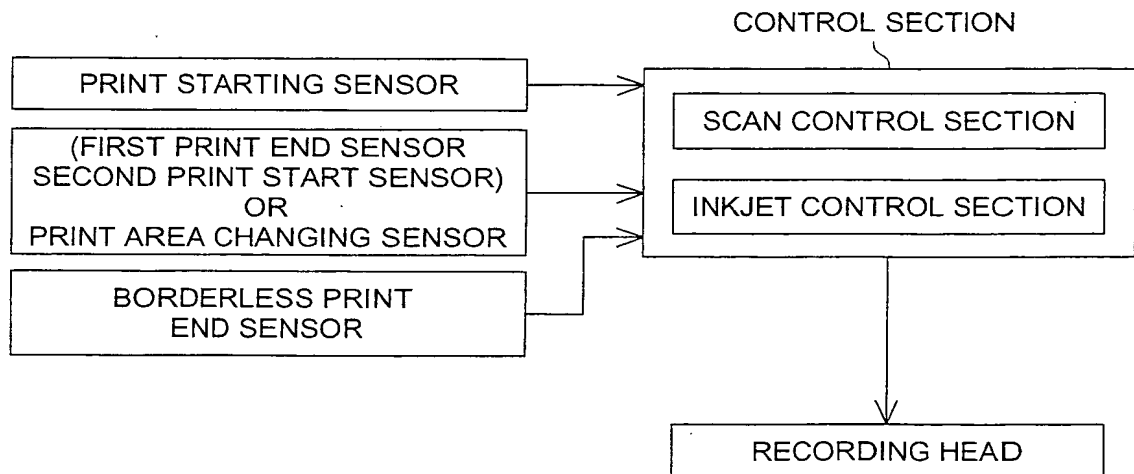 CONTROL SECTION
PRINT STARTING SENSOR
SCAN CONTROL SECTION
(FIRST PRINT END SENSOR
SECOND PRINT START SENSOR)
OR
PRINT AREA CHANGING SENSOR
INKJET CONTROL SECTION
BORDERLESS PRINT
END SENSOR
RECORDING HEAD